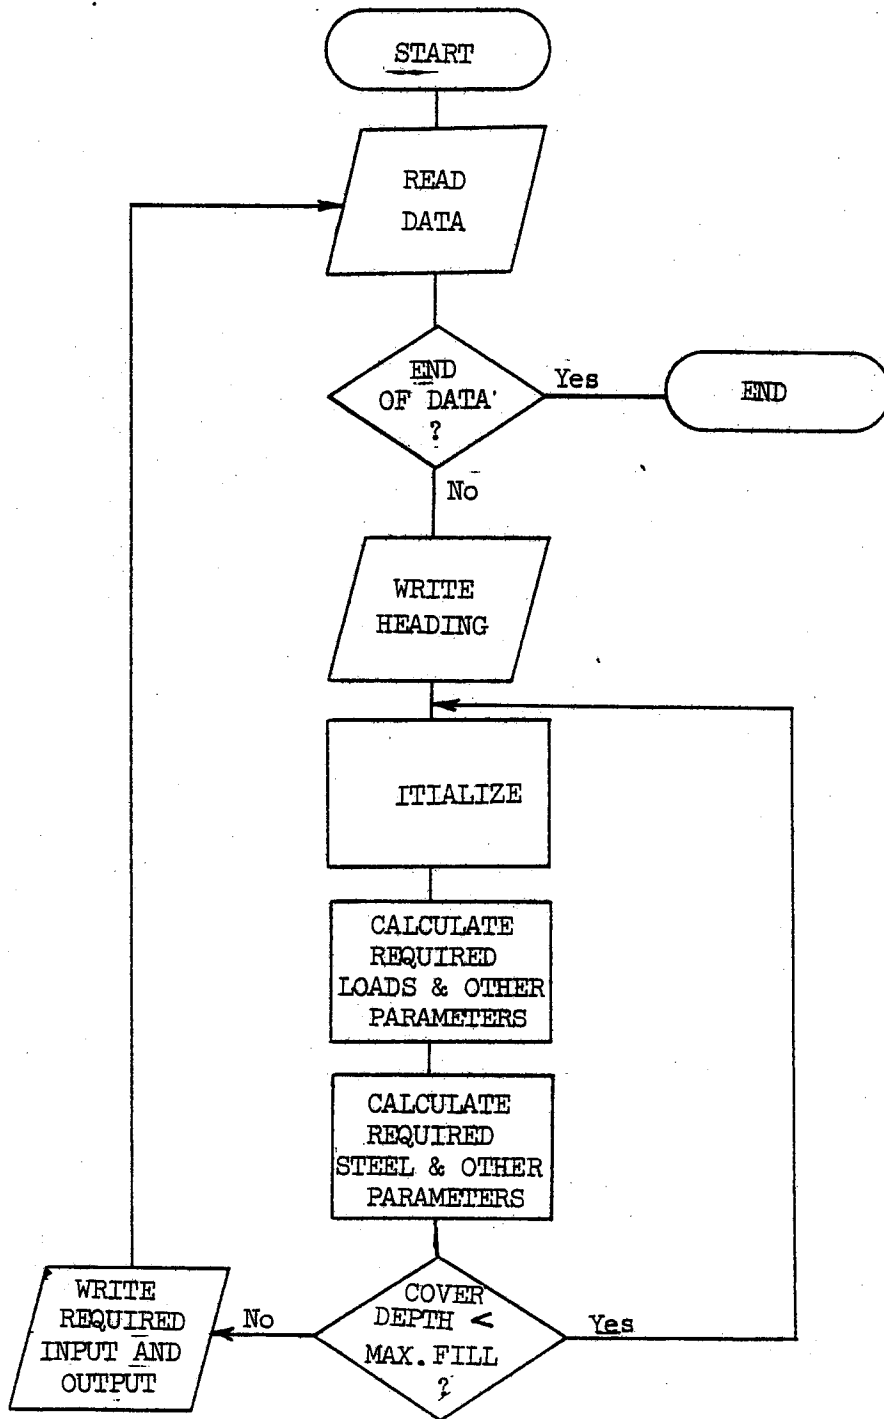 START
READ
DATA
END
OF DATA
?
Yes
END
No
WRITE
HEADING
ITIALIZE
CALCULATE
REQUIRED
LOADS & OTHER
PARAMETERS
CALCULATE
REQUIRED
STEEL & OTHER
PARAMETERS
COVER
DEPTH <
MAX. FILL
?
Yes
No
WRITE
REQUIRED
INPUT AND
OUTPUT